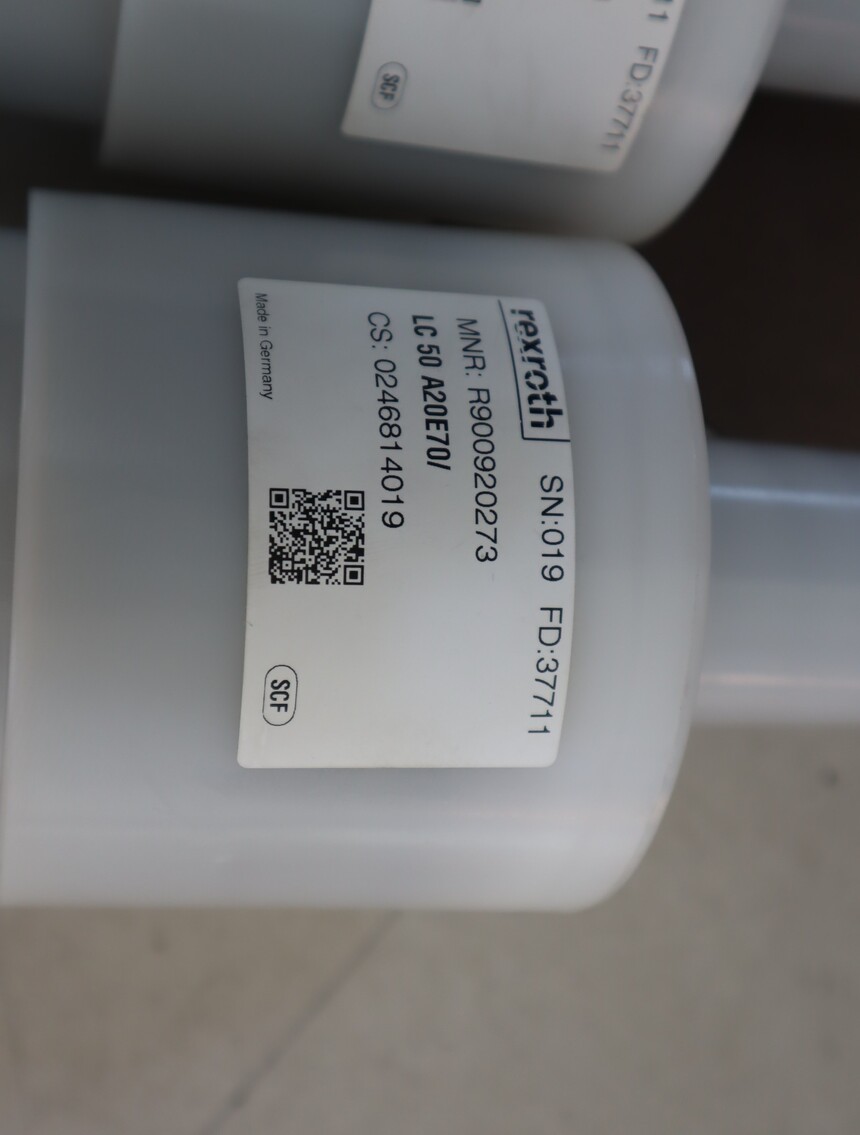 rexroth SN:019 FD:37711
MNR: R900920273
LC 50 A20E70/
CS: 0246814019
Made in Germany
SCF
FD:37711
SCF